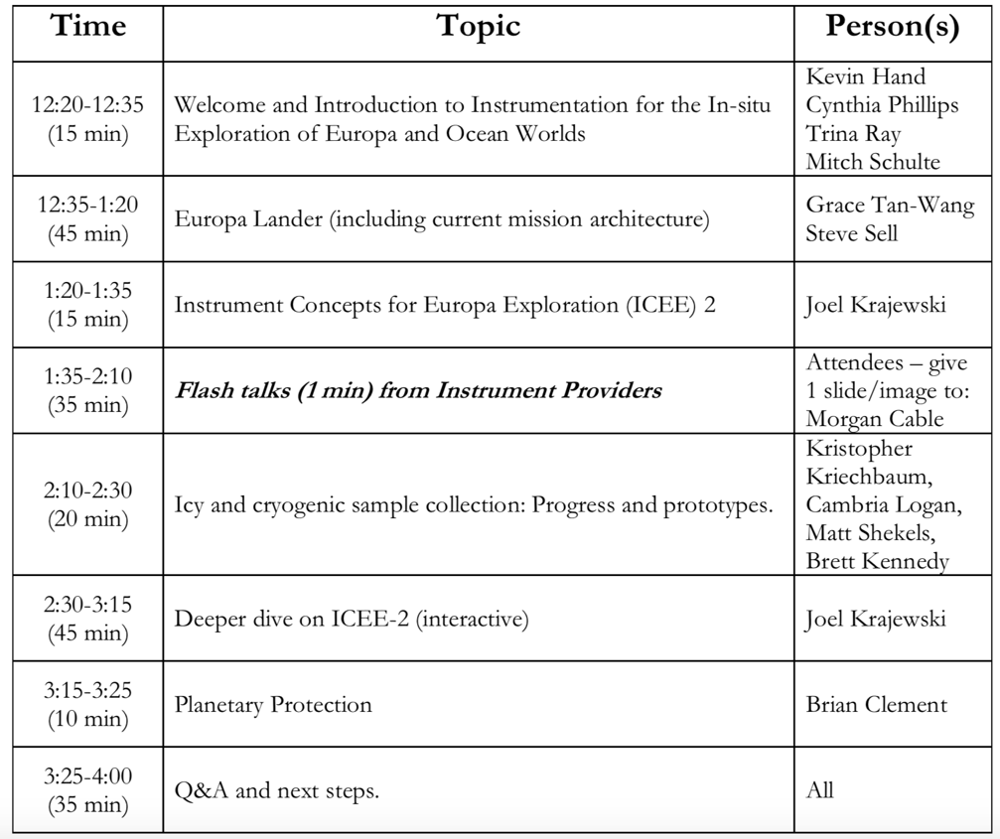 Time Topic Person(s)
12:20-12:35
(15 min)
Welcome and Introduction to Instrumentation for the In-situ
Exploration of Europa and Ocean Worlds
Kevin Hand
Cynthia Phillips
Trina Ray
Mitch Schulte
12:35-1:20
(45 min)
Europa Lander (including current mission architecture)
Grace Tan-Wang
Steve Sell
1:20-1:35
(15 min)
Instrument Concepts for Europa Exploration (ICEE) 2
Joel Krajewski
1:35-2:10
(35 min)
Flash talks (1 min) from Instrument Providers
Attendees – give
1 slide/image to:
Morgan Cable
2:10-2:30
(20 min)
Icy and cryogenic sample collection: Progress and prototypes.
Kristopher
Kriechbaum,
Cambria Logan,
Matt Shekels,
Brett Kennedy
2:30-3:15
(45 min)
Deeper dive on ICEE-2 (interactive)
Joel Krajewski
3:15-3:25
(10 min)
Planetary Protection
Brian Clement
3:25-4:00
(35 min)
Q&A and next steps.
All